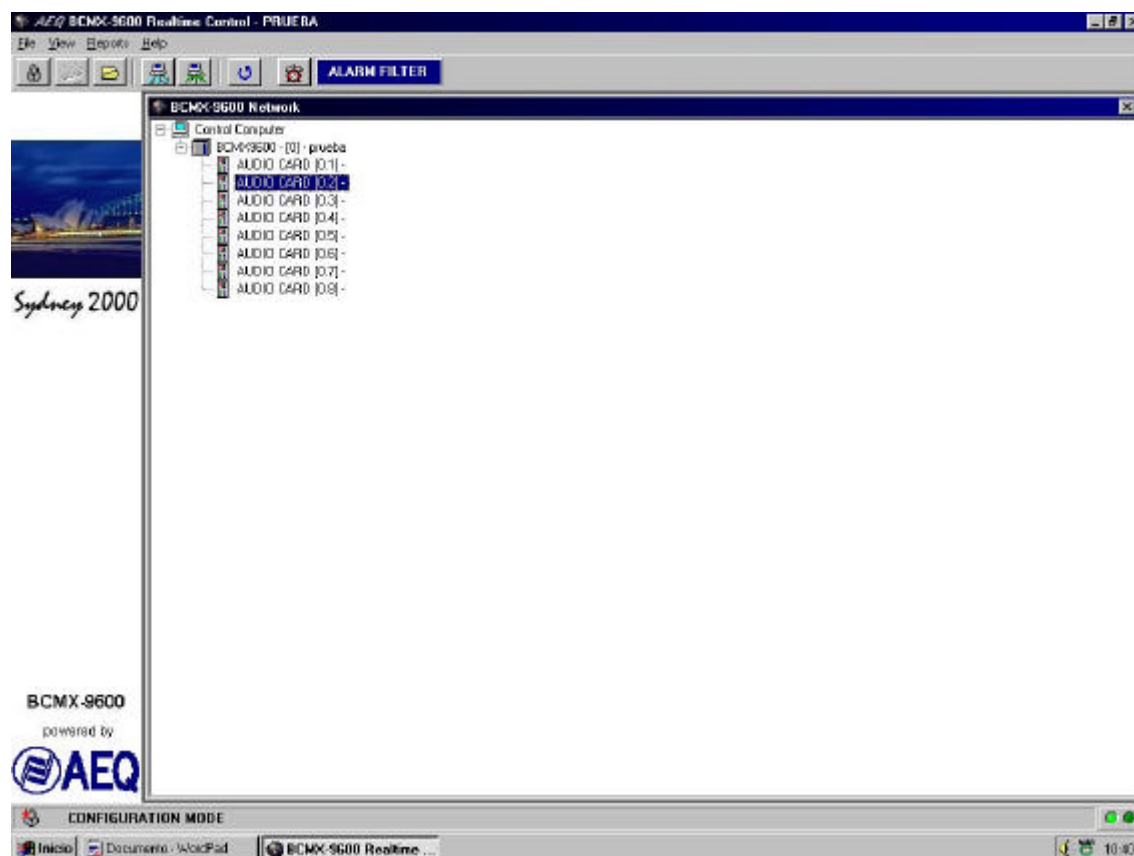 AEQ BCMX-9600 Realtime Control - PRUEBA
File View Reports Help
ALARM FILTER
BCMX-9600 Network
Control Computer
BCMX9600 - [0] - prueba
AUDIO CARD [0.1] -
AUDIO CARD [0.2] -
AUDIO CARD [0.3] -
AUDIO CARD [0.4] -
AUDIO CARD [0.5] -
AUDIO CARD [0.6] -
AUDIO CARD [0.7] -
AUDIO CARD [0.8] -
Sydney 2000
BCMX-9600
powered by
AEQ
CONFIGURATION MODE
Inicio Documento - WordPad BCMX-9600 Realtime ... 10:40